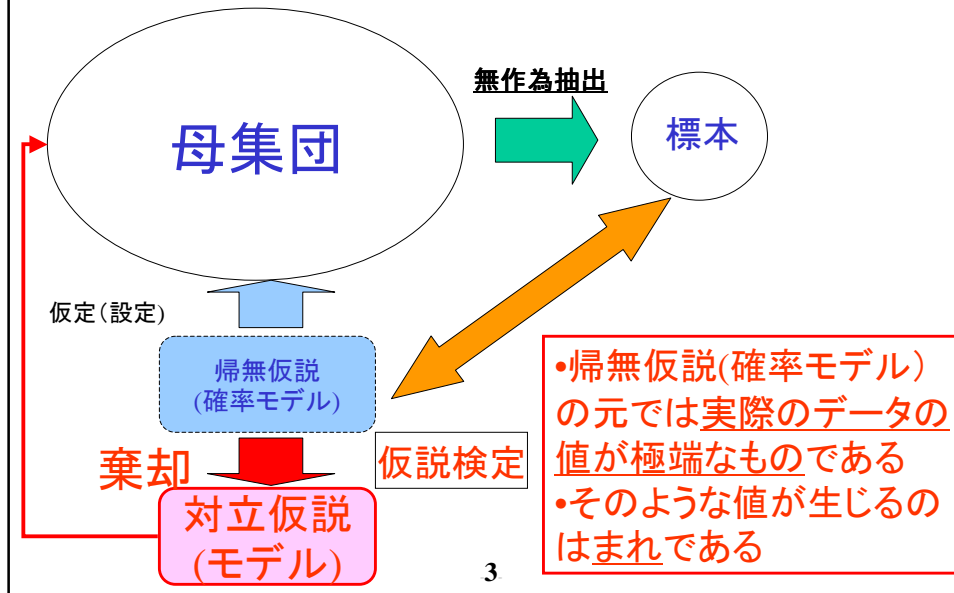 無作為抽出
母集団
標本
仮定(設定)
帰無仮説
(確率モデル)
棄却
仮説検定
対立仮説
(モデル)
•帰無仮説(確率モデル)
の元では実際のデータの
値が極端なものである
•そのような値が生じるの
はまれである
3